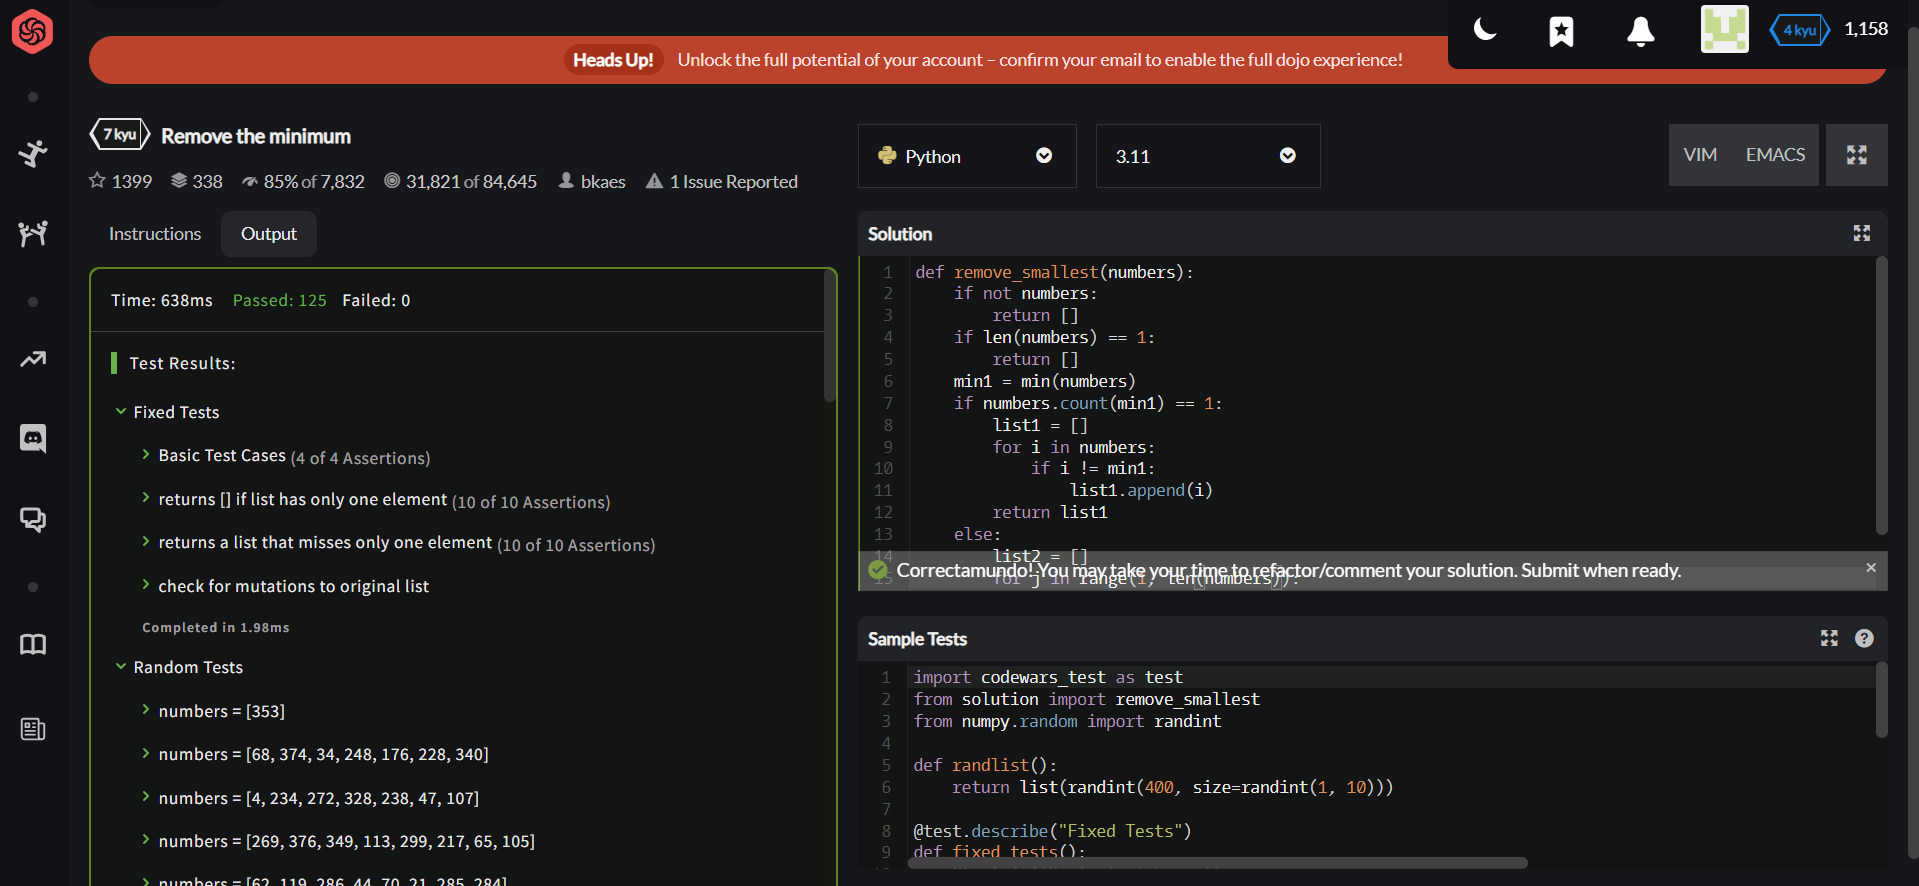 Heads Up! Unlock the full potential of your account – confirm your email to enable the full dojo experience!
4 kyu 1,158
7 kyu Remove the minimum
1399 338 85% of 7,832 31,821 of 84,645 bkaes 1 Issue Reported
Python
3.11
VIM EMACS
Instructions Output
Time: 638ms Passed: 125 Failed: 0
Test Results:
Fixed Tests
Basic Test Cases (4 of 4 Assertions)
returns [] if list has only one element (10 of 10 Assertions)
returns a list that misses only one element (10 of 10 Assertions)
check for mutations to original list
Completed in 1.98ms
Random Tests
numbers = [353]
numbers = [68, 374, 34, 248, 176, 228, 340]
numbers = [4, 234, 272, 328, 238, 47, 107]
numbers = [269, 376, 349, 113, 299, 217, 65, 105]
numbers = [62, 119, 286, 44, 70, 21, 285, 284]
Solution
1 def remove_smallest(numbers):
2 if not numbers:
3 return []
4 if len(numbers) == 1:
5 return []
6 min1 = min(numbers)
7 if numbers.count(min1) == 1:
8 list1 = []
9 for i in numbers:
10 if i != min1:
11 list1.append(i)
12 return list1
13 else:
14 list2 = []
15 for j in range(1, len(numbers)):
Correctamundo! You may take your time to refactor/comment your solution. Submit when ready.
Sample Tests
1 import codewars_test as test
2 from solution import remove_smallest
3 from numpy.random import randint
4
5 def randlist():
6 return list(randint(400, size=randint(1, 10)))
7
8 @test.describe("Fixed Tests")
9 def fixed_tests():